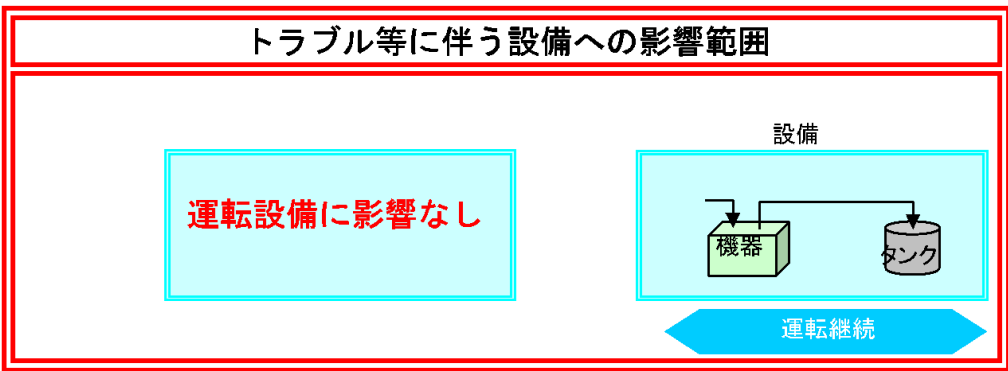 トラブル等に伴う設備への影響範囲
設備
運転設備に影響なし
機器
タンク
運転継続